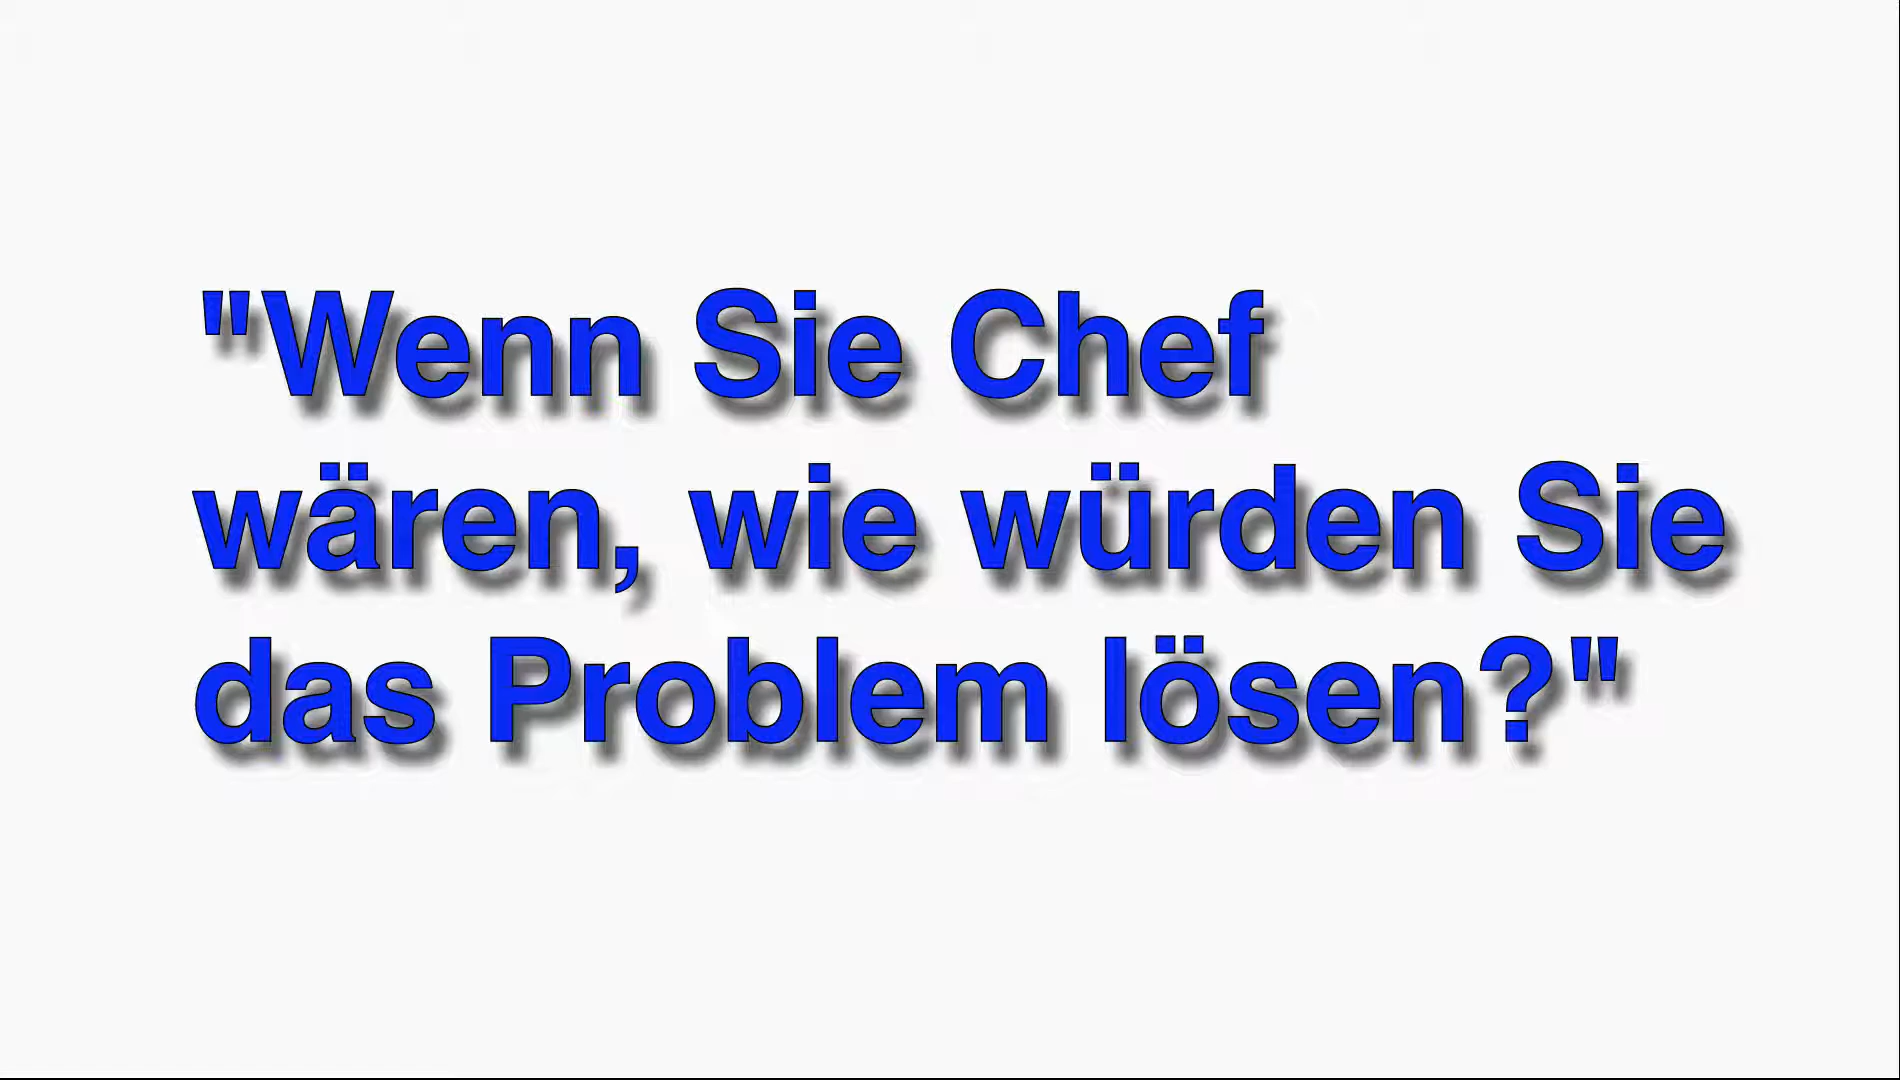 "Wenn Sie Chef
wären, wie würden Sie
das Problem lösen?"